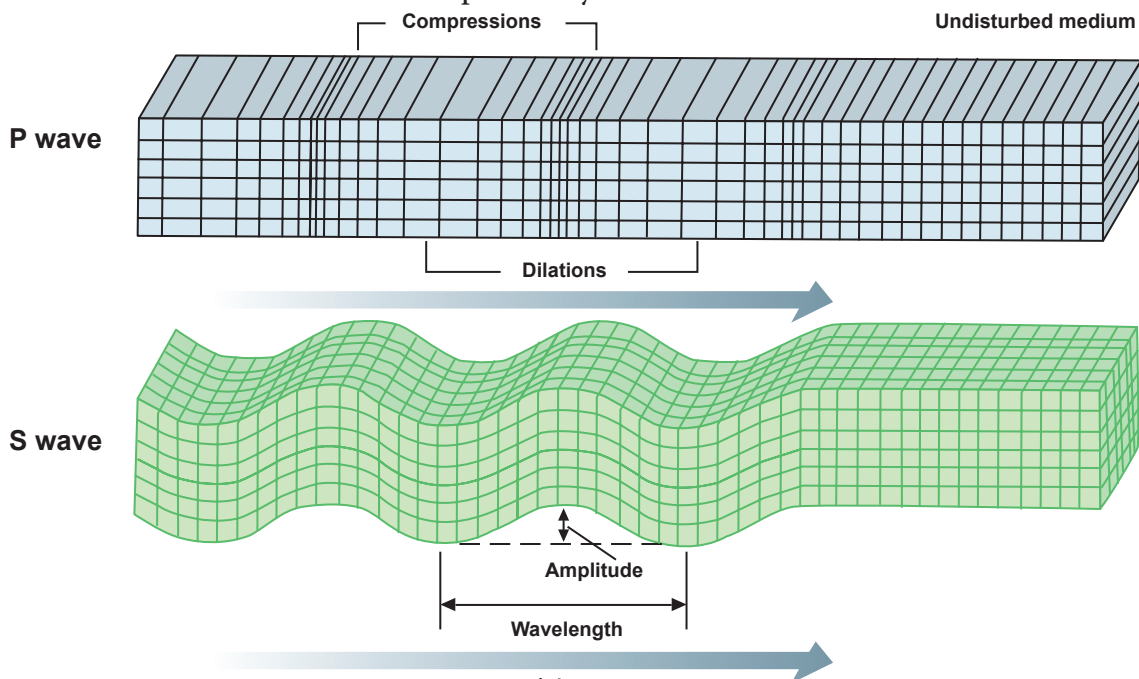 Compressions
Undisturbed medium
P wave
Dilations
S wave
Amplitude
Wavelength